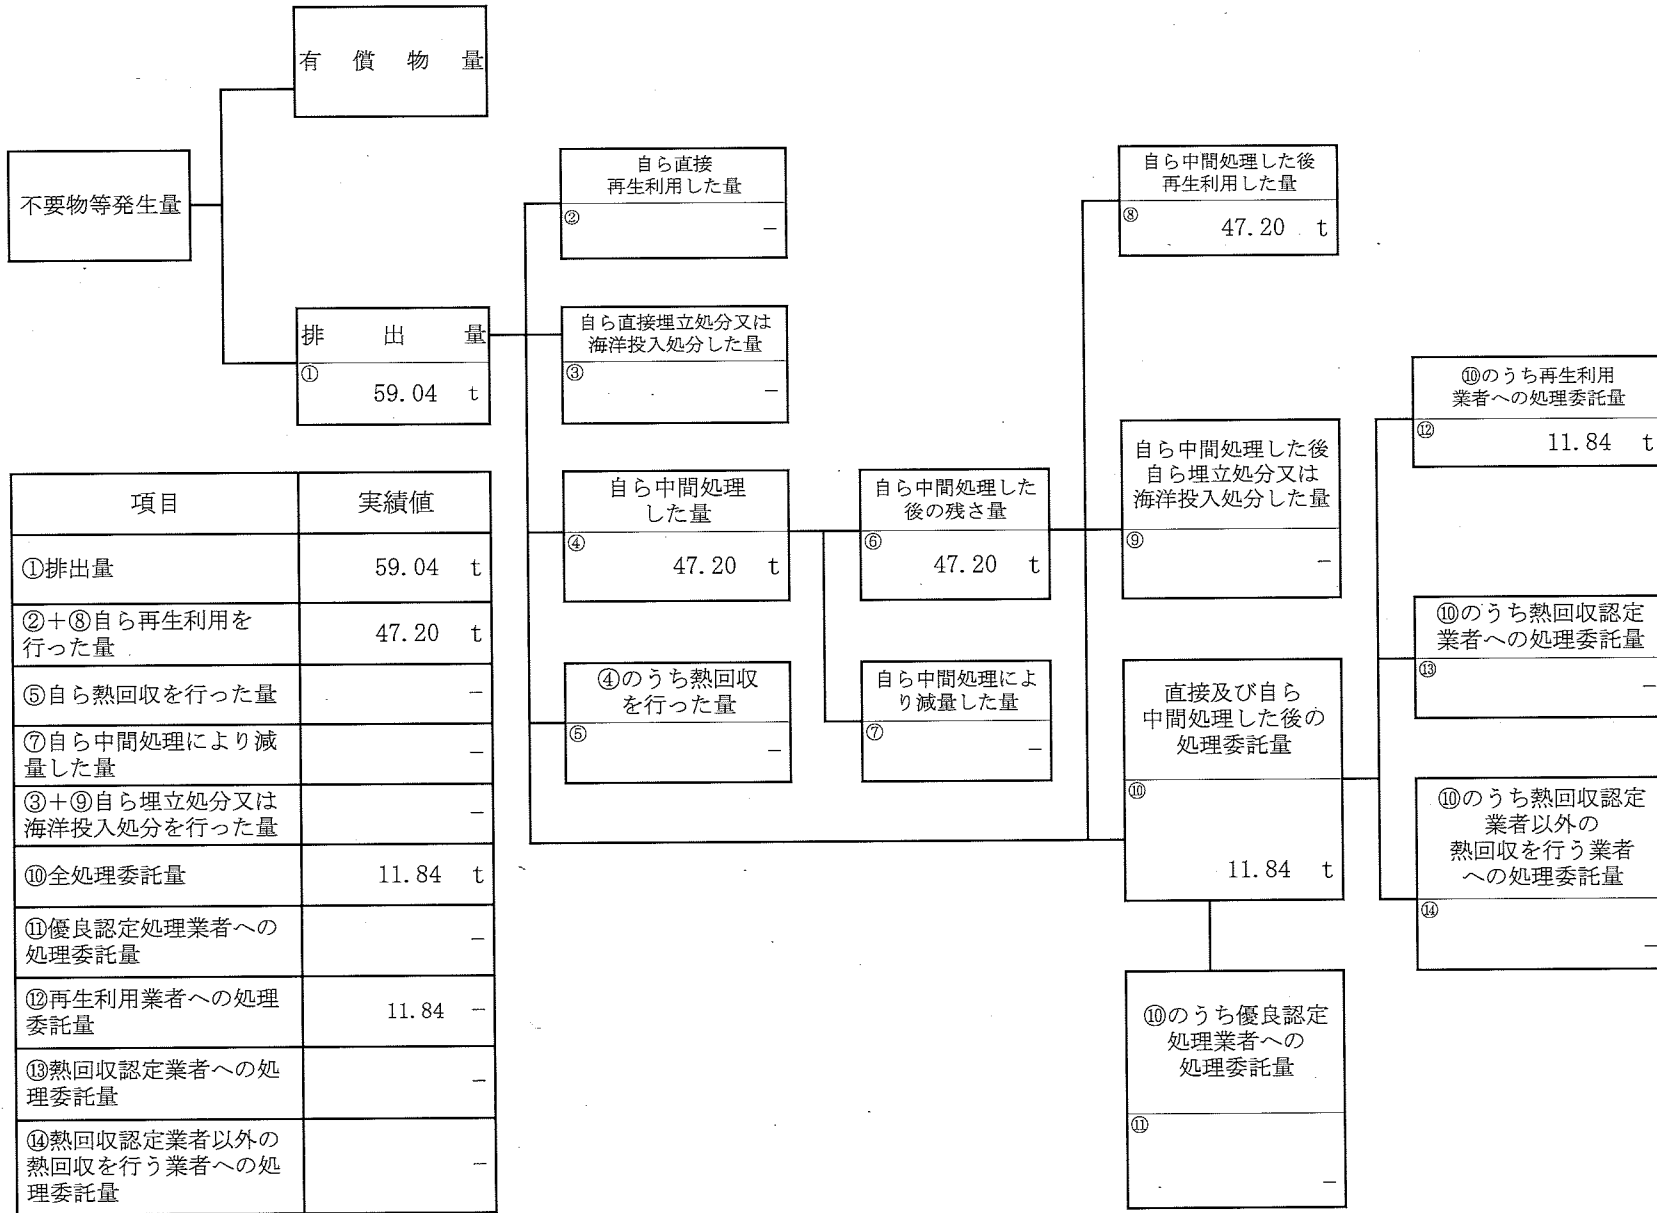 有償物量
不要物等発生量
排出量
①
59.04 t
自ら直接
再生利用した量
②
－
自ら直接埋立処分又は
海洋投入処分した量
③
－
自ら中間処理
した量
④
47.20 t
④のうち熱回収
を行った量
⑤
－
自ら中間処理した
後の残さ量
⑥
47.20 t
自ら中間処理によ
り減量した量
⑦
－
自ら中間処理した後
再生利用した量
⑧
47.20 t
自ら中間処理した後
自ら埋立処分又は
海洋投入処分した量
⑨
－
直接及び自ら
中間処理した後の
処理委託量
⑩
11.84 t
⑩のうち優良認定
処理業者への
処理委託量
⑪
－
⑩のうち再生利用
業者への処理委託量
⑫
11.84 t
⑩のうち熱回収認定
業者への処理委託量
⑬
－
⑩のうち熱回収認定
業者以外の
熱回収を行う業者
への処理委託量
⑭
－
項目 実績値
①排出量 59.04 t
②＋⑧自ら再生利用を
行った量 47.20 t
⑤自ら熱回収を行った量 －
⑦自ら中間処理により減
量した量 －
③＋⑨自ら埋立処分又は
海洋投入処分を行った量 －
⑩全処理委託量 11.84 t
⑪優良認定処理業者への
処理委託量 －
⑫再生利用業者への処理
委託量 11.84 －
⑬熱回収認定業者への処
理委託量 －
⑭熱回収認定業者以外の
熱回収を行う業者への処
理委託量 －